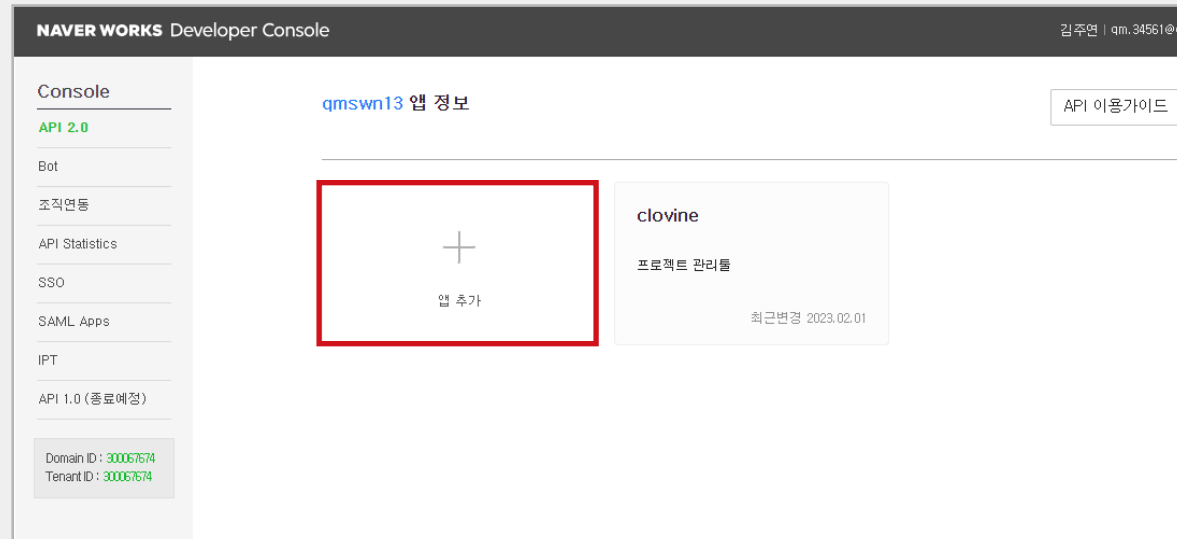 NAVER WORKS Developer Console
김주연 | qm.34561@
Console
API 2.0
Bot
조직연동
API Statistics
SSO
SAML Apps
IPT
API 1.0 (종료예정)
Domain ID : 300067674
Tenant ID : 300067674
qmswn13 앱 정보
API 이용가이드
앱 추가
clovine
프로젝트 관리툴
최근변경 2023.02.01